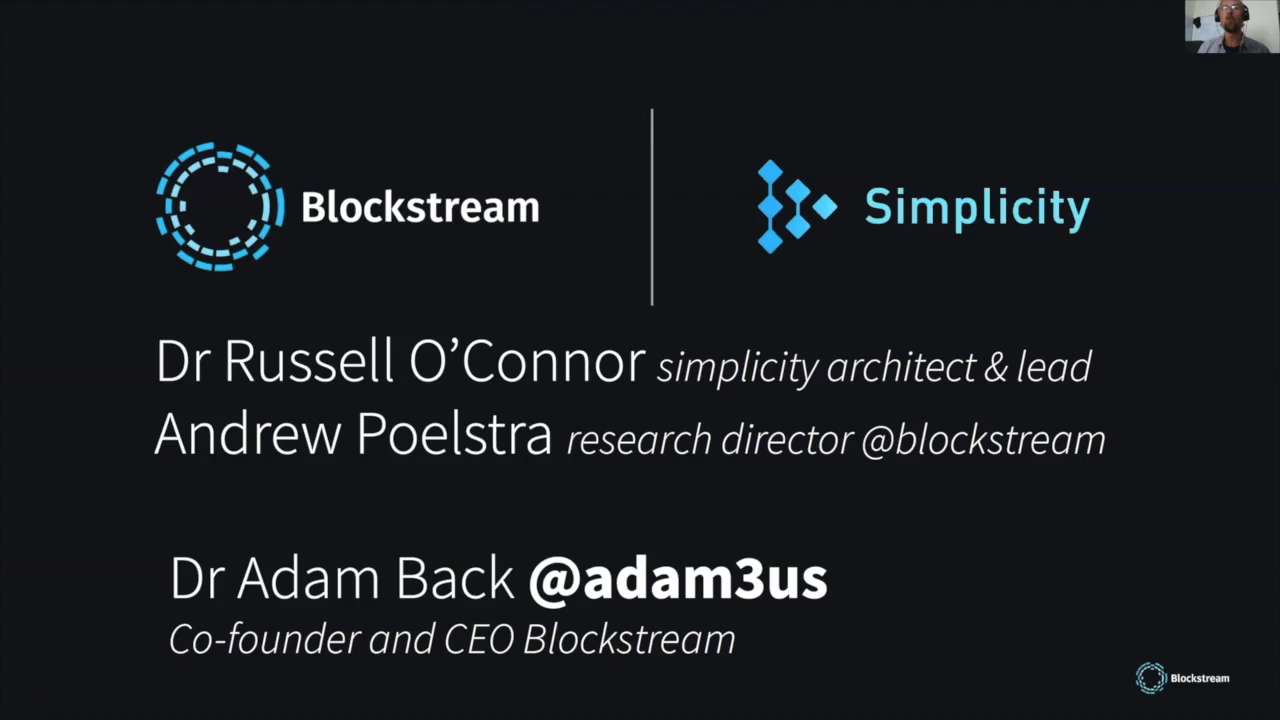 Blockstream
Simplicity
Dr Russell O’Connor simplicity architect & lead
Andrew Poelstra research director @blockstream
Dr Adam Back @adam3us
Co-founder and CEO Blockstream
Blockstream